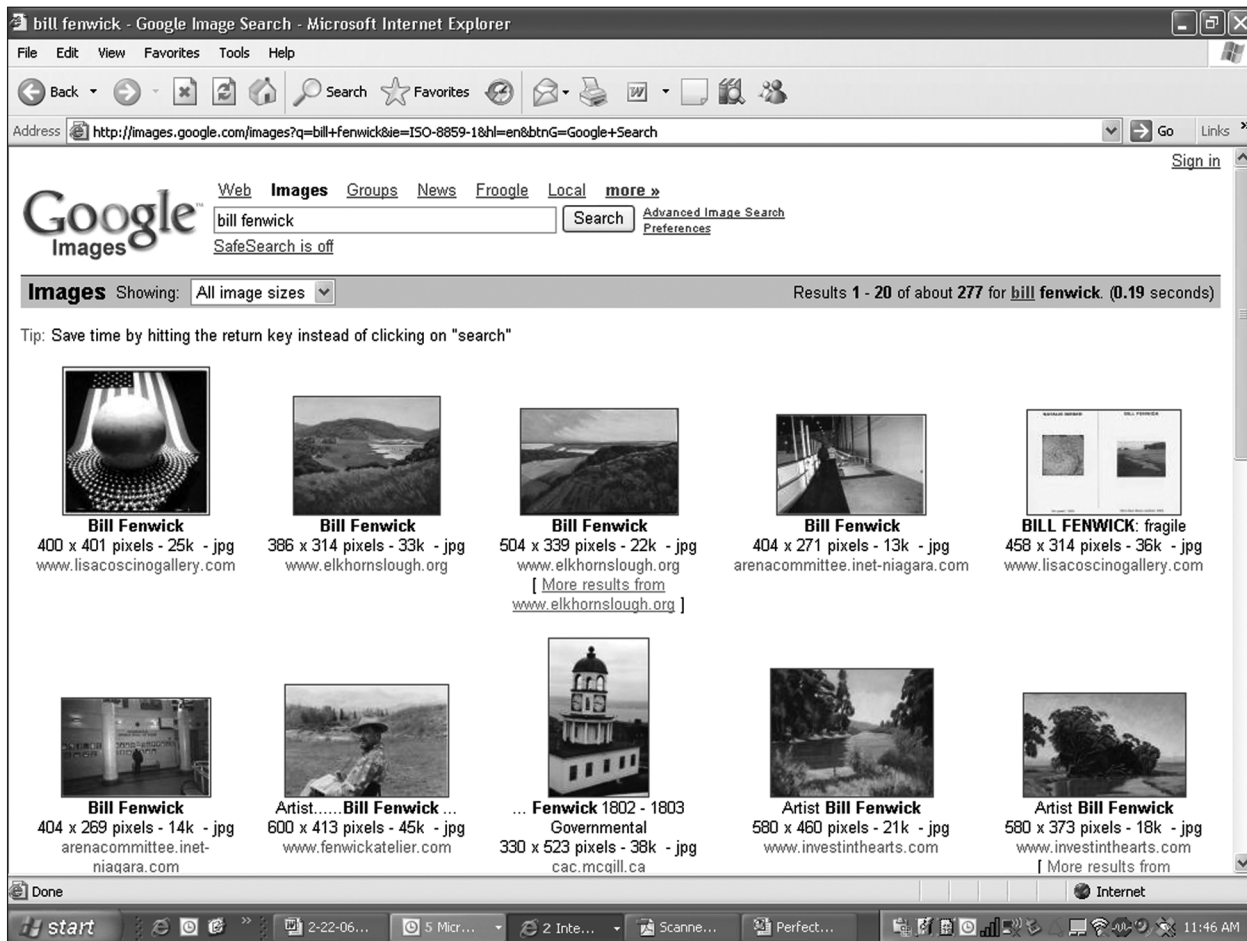 bill fenwick - Google Image Search - Microsoft Internet Explorer
File Edit View Favorites Tools Help
Back Search Favorites
Address http://images.google.com/images?q=bill+fenwick&ie=ISO-8859-1&hl=en&btnG=Google+Search Go Links »
Sign in
Web Images Groups News Froogle Local more »
Google™
Images
bill fenwick Search Advanced Image Search
Preferences
SafeSearch is off
Images Showing: All image sizes Results 1 - 20 of about 277 for bill fenwick. (0.19 seconds)
Tip: Save time by hitting the return key instead of clicking on "search"
BILL FENWICK
Bill Fenwick Bill Fenwick Bill Fenwick Bill Fenwick BILL FENWICK: fragile
400 x 401 pixels - 25k - jpg 386 x 314 pixels - 33k - jpg 504 x 339 pixels - 22k - jpg 404 x 271 pixels - 13k - jpg 458 x 314 pixels - 36k - jpg
www.lisacoscinogallery.com www.elkhornslough.org www.elkhornslough.org arenacommittee.inet-niagara.com www.lisacoscinogallery.com
[ More results from
www.elkhornslough.org ]
Bill Fenwick Artist......Bill Fenwick ... ... Fenwick 1802 - 1803 Artist Bill Fenwick Artist Bill Fenwick
404 x 269 pixels - 14k - jpg 600 x 413 pixels - 45k - jpg Governmental 580 x 460 pixels - 21k - jpg 580 x 373 pixels - 18k - jpg
arenacommittee.inet- www.fenwickatelier.com 330 x 523 pixels - 38k - jpg www.investinthearts.com www.investinthearts.com
niagara.com cac.mcgill.ca [ More results from
Done Internet
start » 2-22-06... 5 Micr... 2 Inte... Scanne... Perfect... 11:46 AM